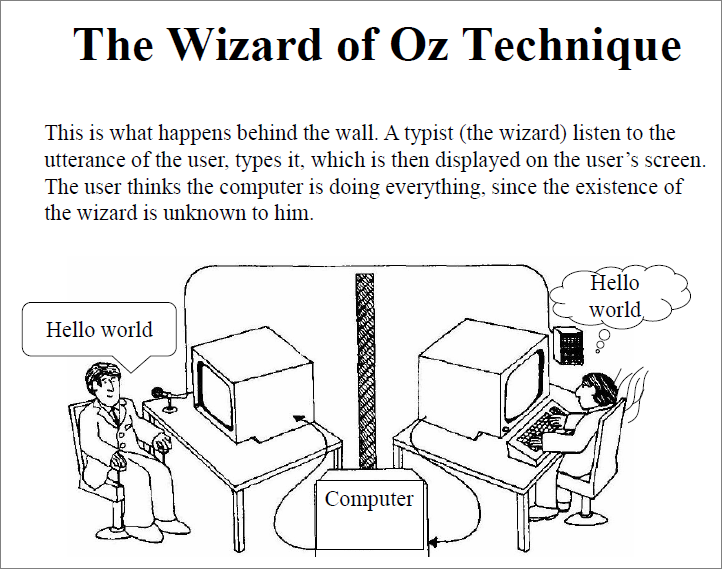 The Wizard of Oz Technique
This is what happens behind the wall. A typist (the wizard) listen to the
utterance of the user, types it, which is then displayed on the user’s screen.
The user thinks the computer is doing everything, since the existence of
the wizard is unknown to him.
Hello world
Hello
world
Computer